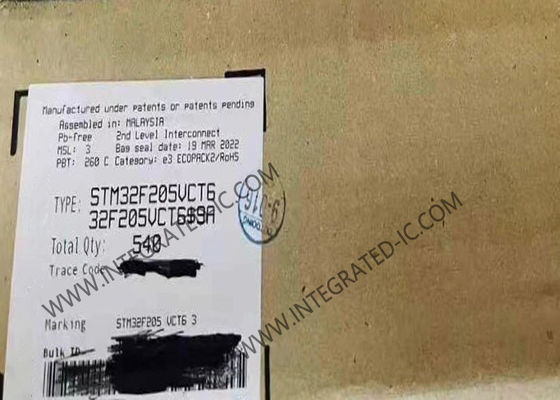 Manufactured under patents or patents pending
Assembled in: MALAYSIA
Pb-free 2nd Level Interconnect
MSL: 3 Bag seal date: 19 MAR 2022
PBT: 260 C Category: e3 ECOPACK2/RoHS
TYPE: STM32F205VCT6
32F205VCT6$9A
Total Qty: 540
Trace Code
Marking STM32F205 VCT6 3
Bulk ID
WWW.INTEGRATED-IC.COM
WWW.INTEGRATED-IC.COM